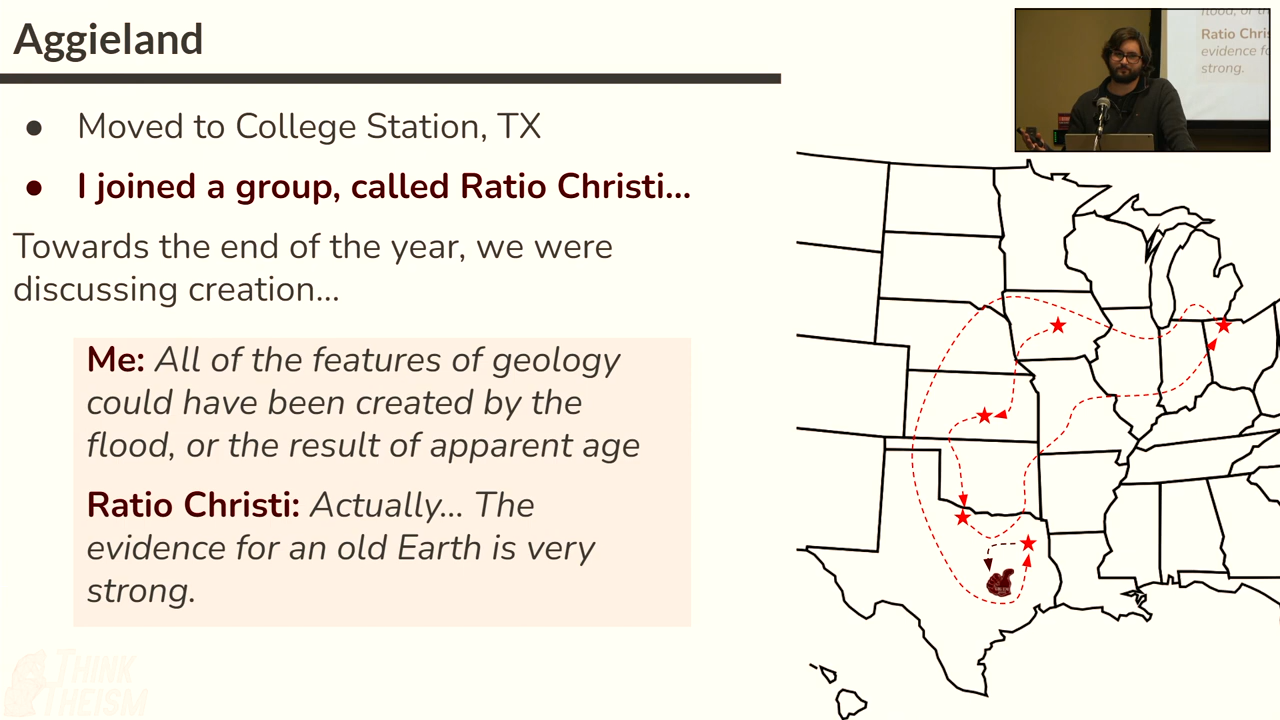 Aggieland
● Moved to College Station, TX
● I joined a group, called Ratio Christi...
Towards the end of the year, we were
discussing creation...
Me: All of the features of geology
could have been created by the
flood, or the result of apparent age
Ratio Christi: Actually... The
evidence for an old Earth is very
strong.
THINK
THEISM
flood, or th
Ratio Chris
evidence fo
strong.